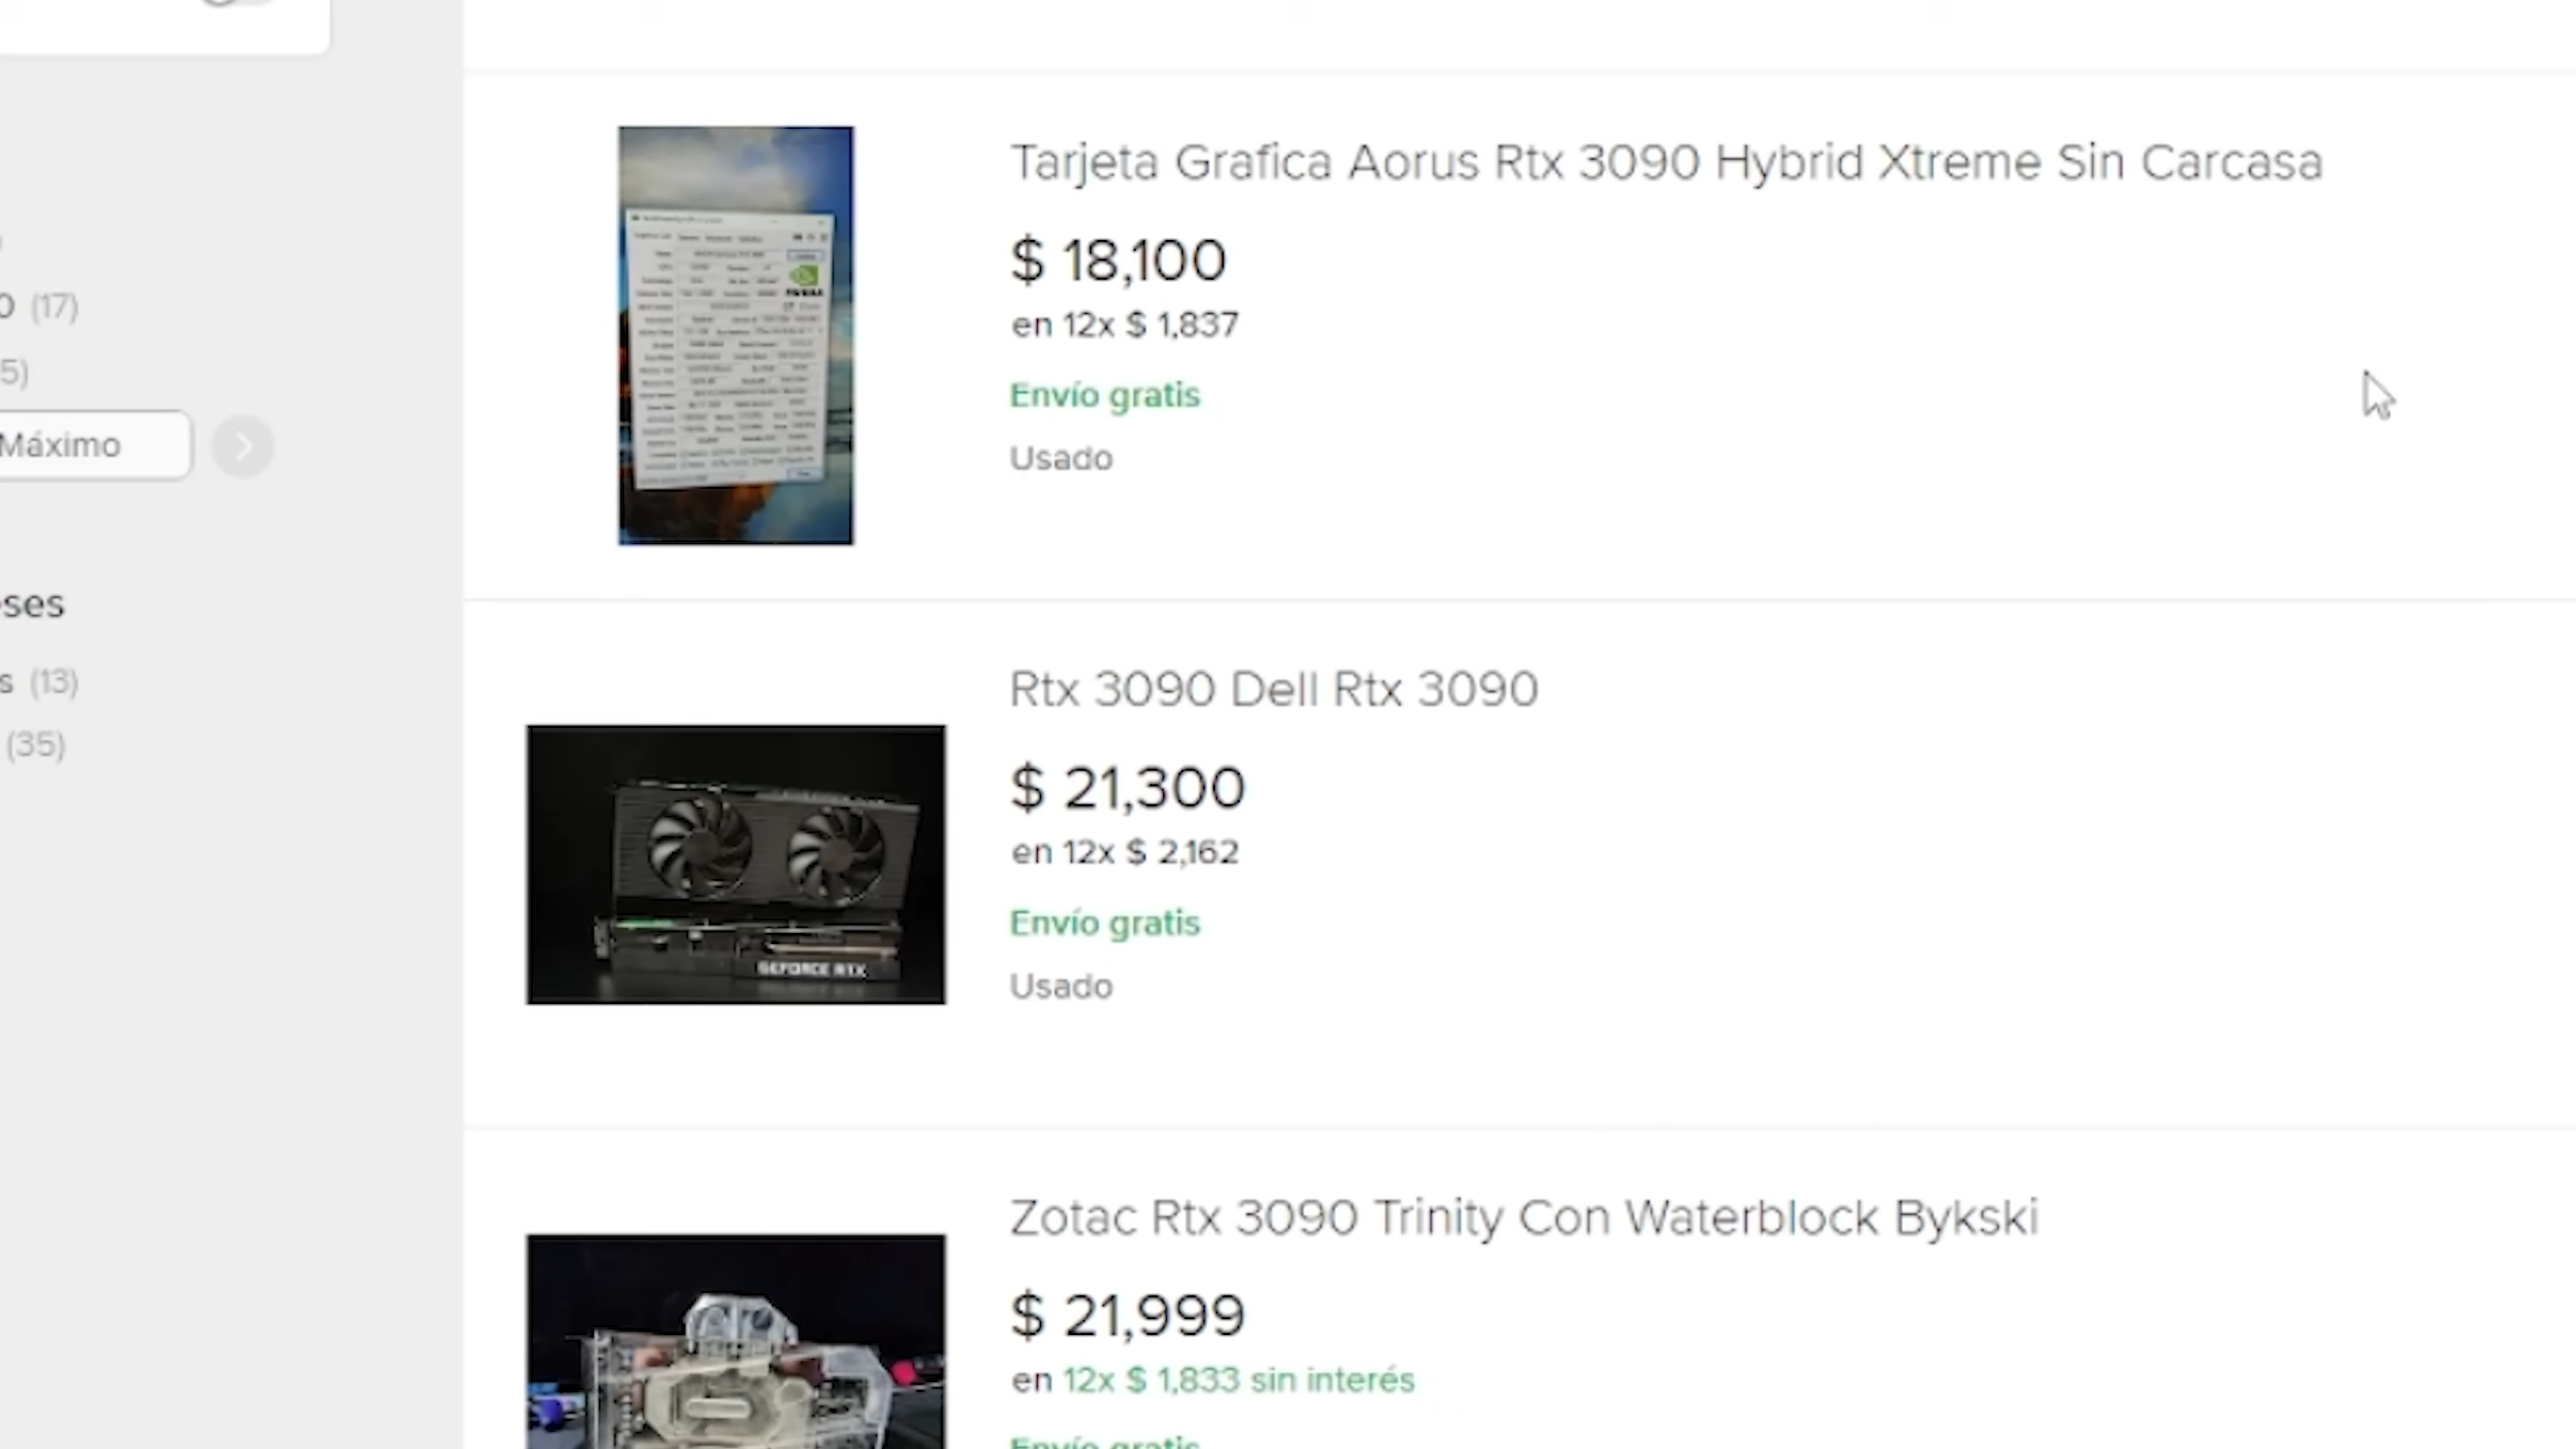 (17)
5)
Máximo
ses
s (13)
(35)
Tarjeta Grafica Aorus Rtx 3090 Hybrid Xtreme Sin Carcasa
$ 18,100
en 12x $ 1,837
Envío gratis
Usado
Rtx 3090 Dell Rtx 3090
$ 21,300
en 12x $ 2,162
Envío gratis
Usado
GEFORCE RTX
Zotac Rtx 3090 Trinity Con Waterblock Bykski
$ 21,999
en 12x $ 1,833 sin interés
Envío gratis